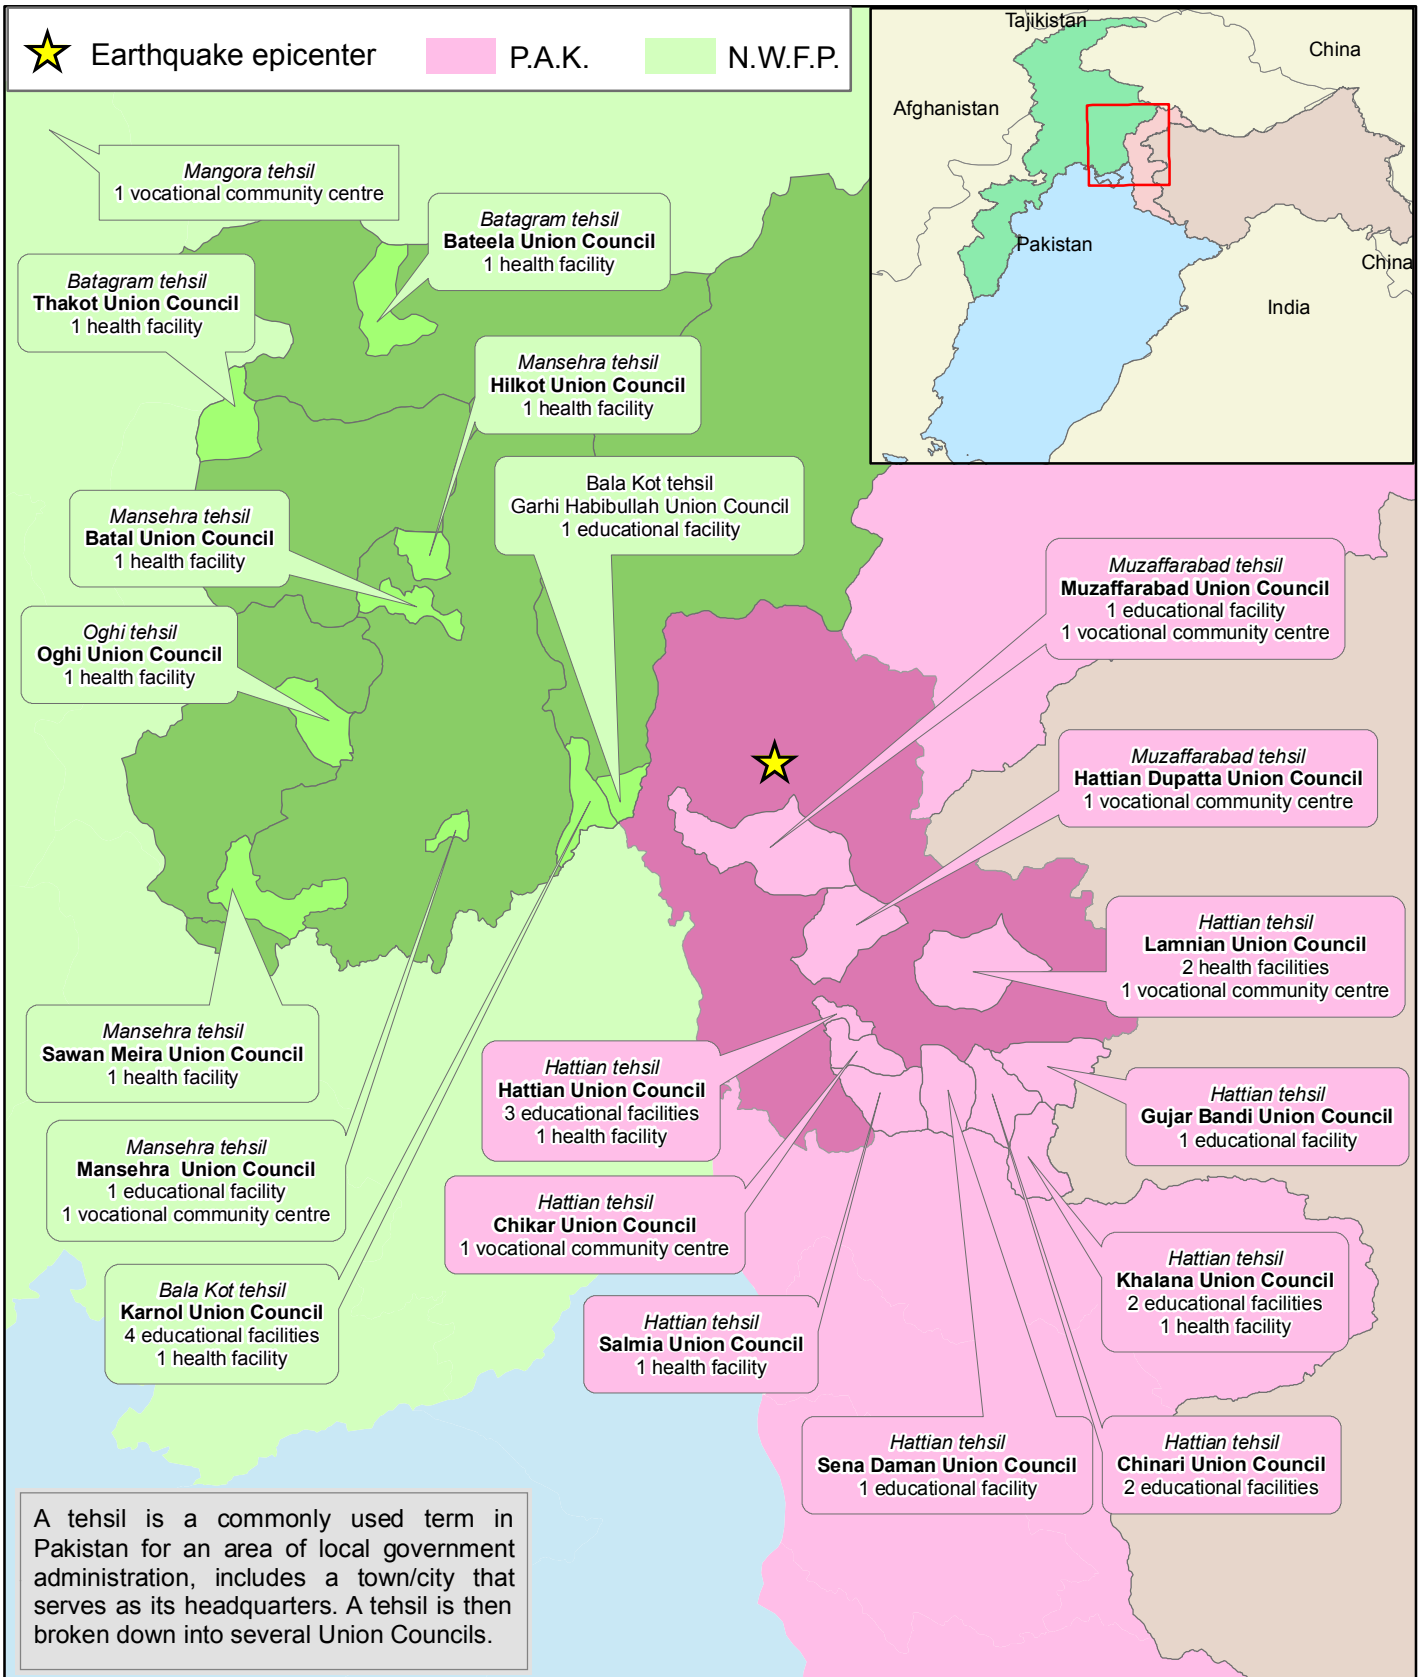 Earthquake epicenter
P.A.K.
N.W.F.P.
Tajikistan
China
Afghanistan
Pakistan
China
India
Mangora tehsil
1 vocational community centre
Batagram tehsil
Bateela Union Council
1 health facility
Batagram tehsil
Thakot Union Council
1 health facility
Mansehra tehsil
Hilkot Union Council
1 health facility
Bala Kot tehsil
Garhi Habibullah Union Council
1 educational facility
Mansehra tehsil
Batal Union Council
1 health facility
Oghi tehsil
Oghi Union Council
1 health facility
Muzaffarabad tehsil
Muzaffarabad Union Council
1 educational facility
1 vocational community centre
Muzaffarabad tehsil
Hattian Dupatta Union Council
1 vocational community centre
Hattian tehsil
Lamnian Union Council
2 health facilities
1 vocational community centre
Mansehra tehsil
Sawan Meira Union Council
1 health facility
Hattian tehsil
Hattian Union Council
3 educational facilities
1 health facility
Hattian tehsil
Gujar Bandi Union Council
1 educational facility
Mansehra tehsil
Mansehra  Union Council
1 educational facility
1 vocational community centre
Hattian tehsil
Chikar Union Council
1 vocational community centre
Hattian tehsil
Khalana Union Council
2 educational facilities
1 health facility
Bala Kot tehsil
Karnol Union Council
4 educational facilities
1 health facility
Hattian tehsil
Salmia Union Council
1 health facility
Hattian tehsil
Sena Daman Union Council
1 educational facility
Hattian tehsil
Chinari Union Council
2 educational facilities
A tehsil is a commonly used term in
Pakistan for an area of local government
administration, includes a town/city that
serves as its headquarters. A tehsil is then
broken down into several Union Councils.